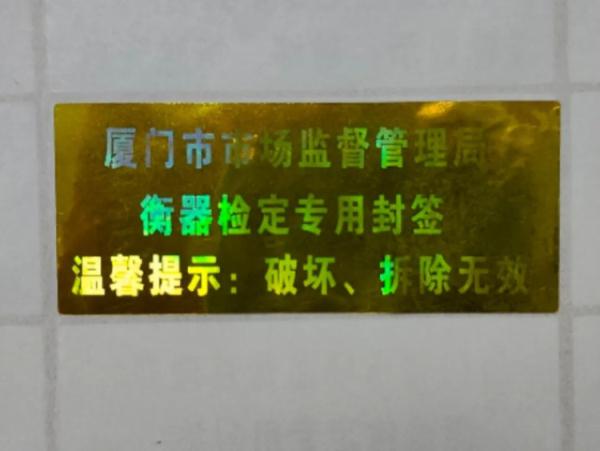 厦门市市场监督管理局
衡器检定专用封签
温馨提示：破坏、拆除无效